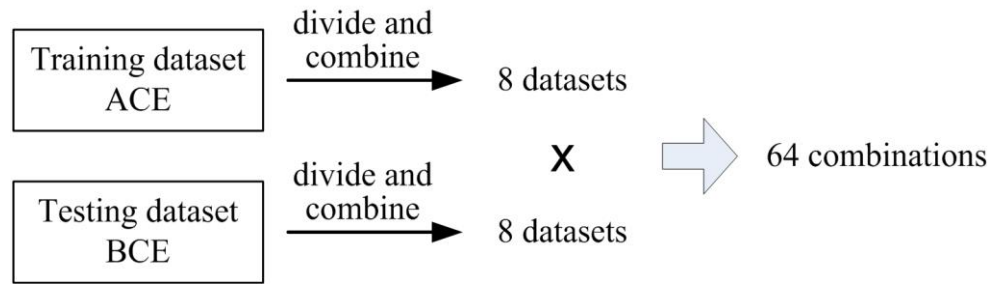 Training dataset
ACE
divide and
combine
8 datasets
X
64 combinations
Testing dataset
BCE
divide and
combine
8 datasets